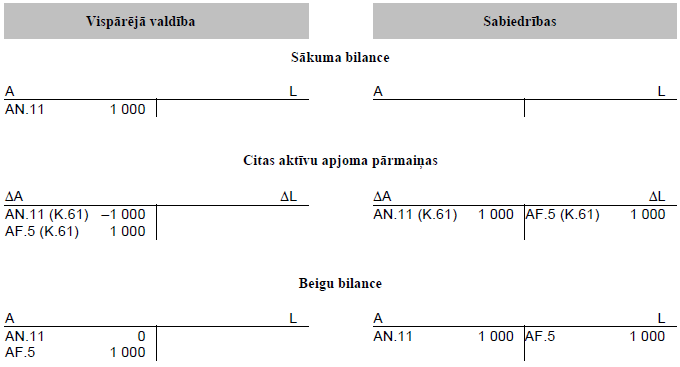 Vispārējā valdība Sabiedrības
Sākuma bilance
A L A L
AN.11 1 000
Citas aktīvu apjoma pārmaiņas
ΔA ΔL ΔA ΔL
AN.11 (K.61) –1 000 AN.11 (K.61) 1 000 AF.5 (K.61) 1 000
AF.5 (K.61) 1 000
Beigu bilance
A L A L
AN.11 0 AN.11 1 000 AF.5 1 000
AF.5 1 000